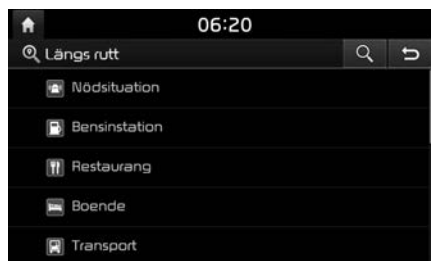 06:20
Längs rutt
Nödsituation
Bensinstation
Restaurang
Boende
Transport